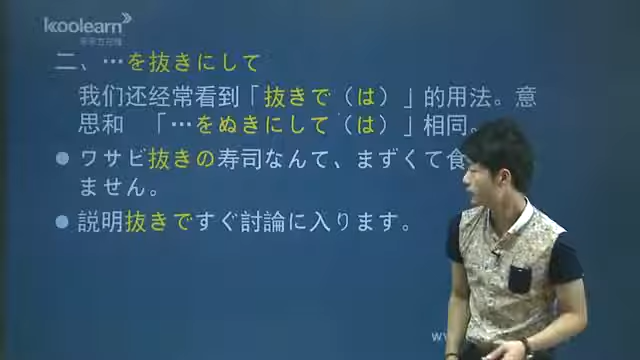 koolearn
新东方在线
二、…を抜きにして
我们还经常看到「抜きで（は）」的用法。意
思和 「…をぬきにして（は）」相同。
ワサビ抜きの寿司なんて、まずくて食
ません。
説明抜きですぐ討論に入ります。